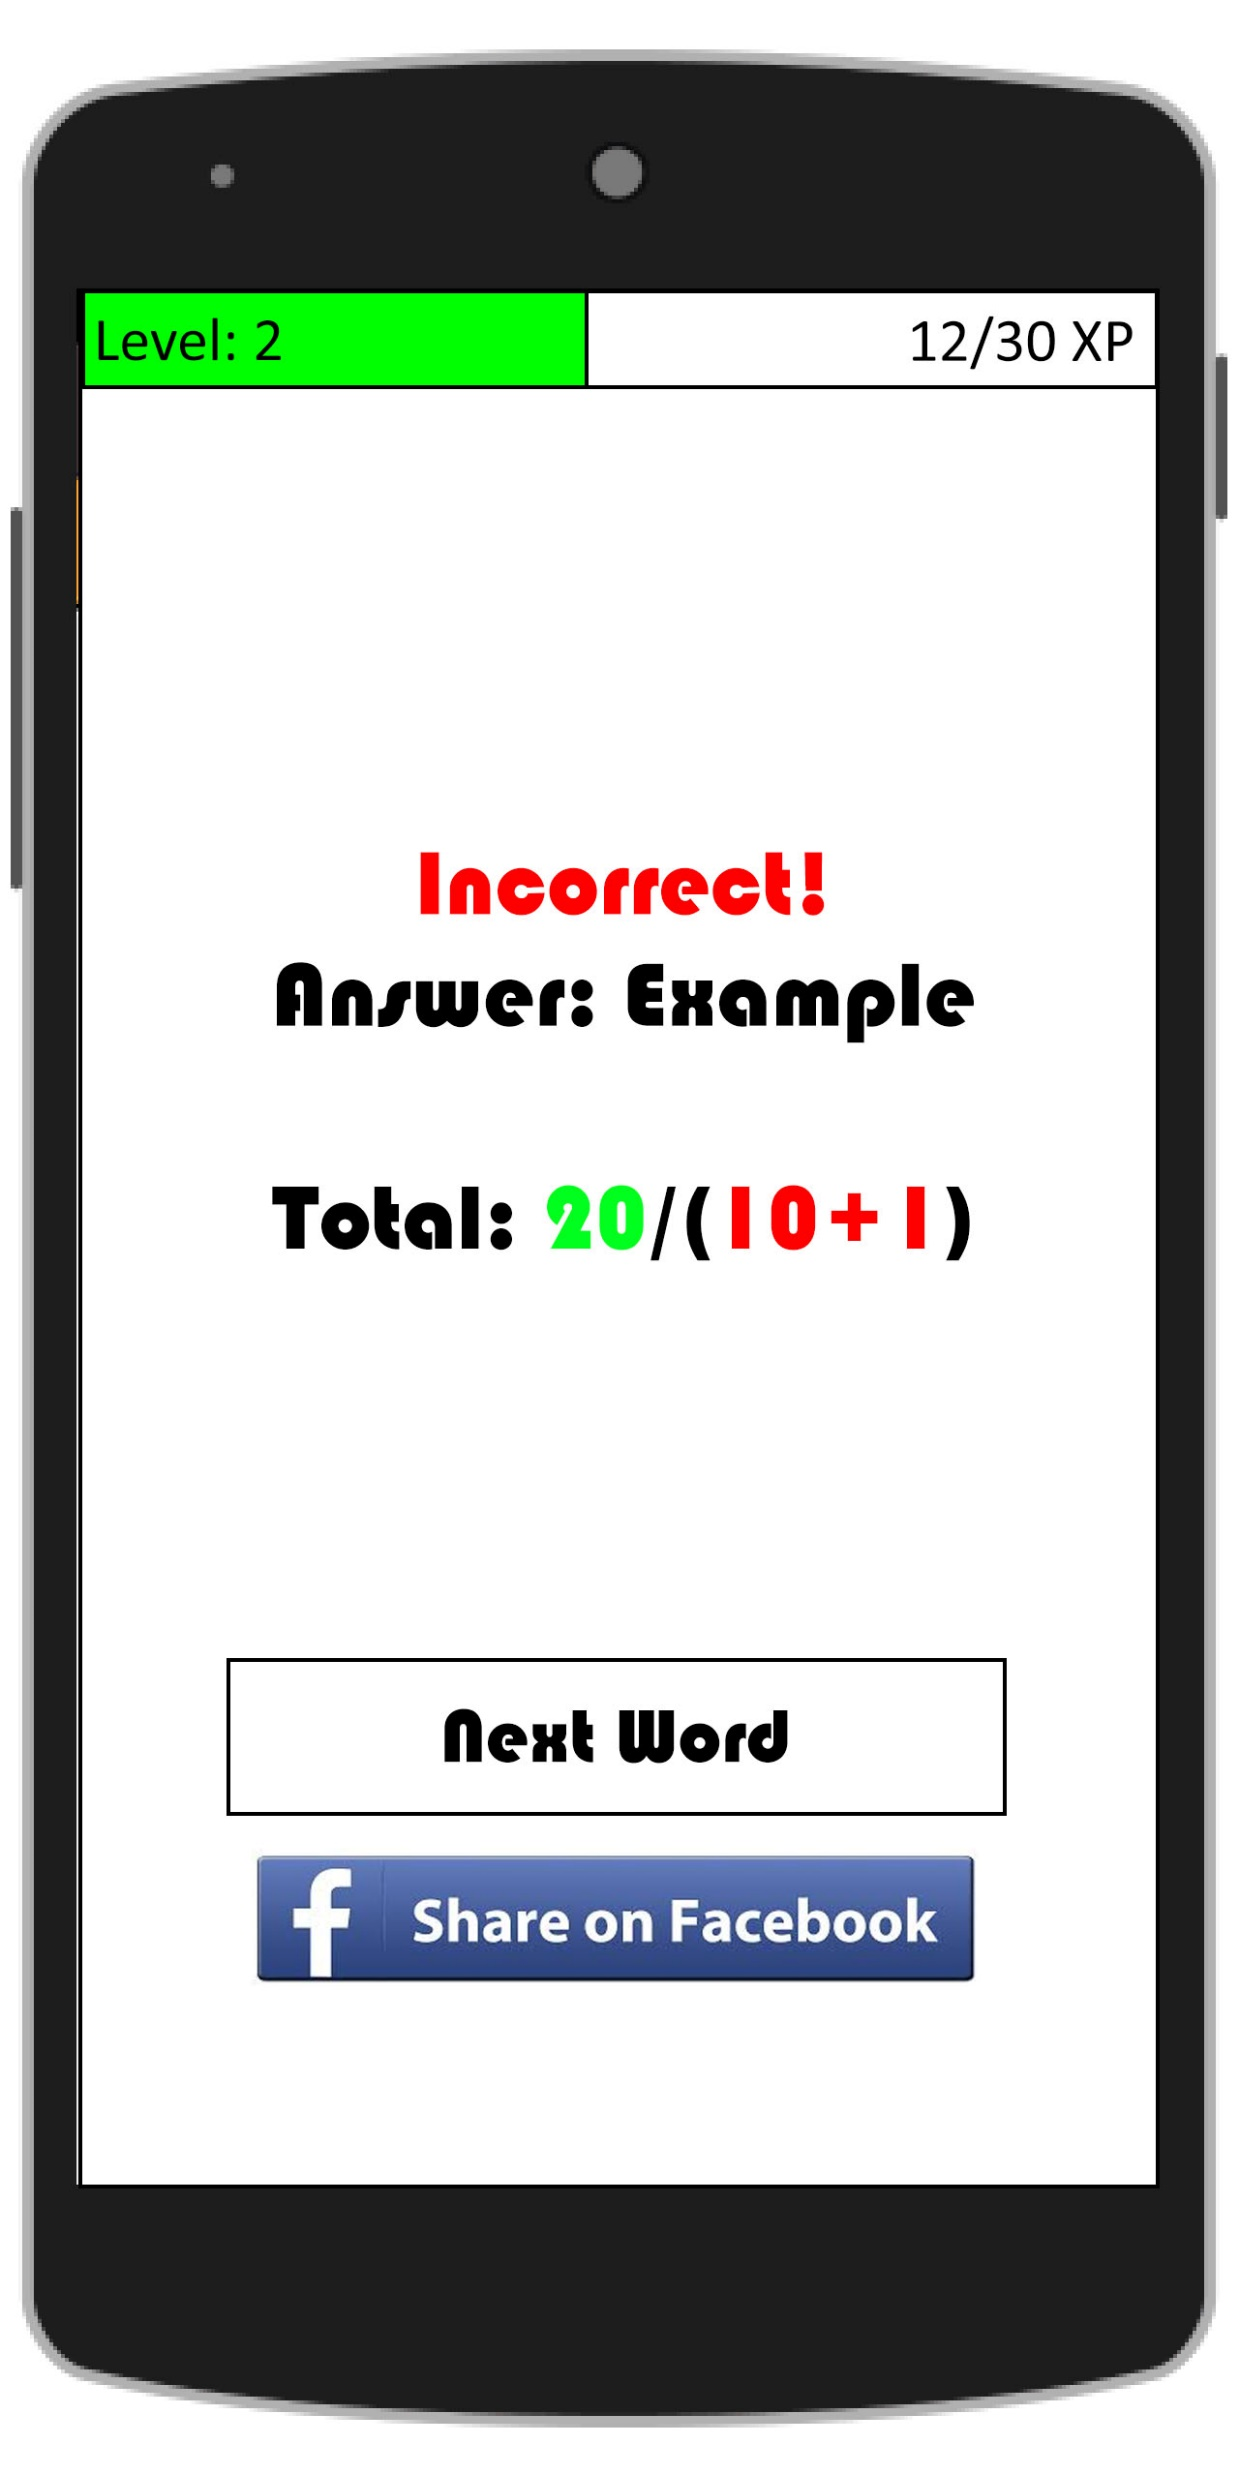 Level: 2 12/30 XP
Incorrect!
Answer: Example
Total: 20/(10+1)
Next Word
f Share on Facebook